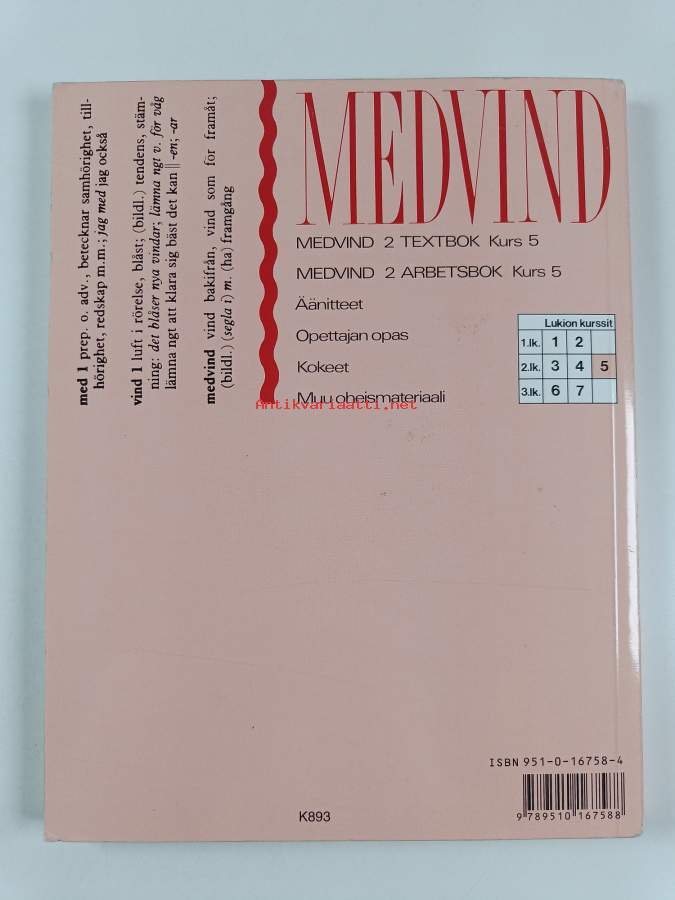 MEDVIND
med 1 prep. o. adv., betecknar samhörighet, till-
hörighet, redskap m.m.; jag med jag också
vind 1 luft i rörelse, blåst; (bildl.) tendens, stäm-
ning: det blåser nya vindar; lämna ngt v. för våg
lämna ngt att klara sig bäst det kan || -en; -ar
medvind vind bakifrån, vind som för framåt;
(bildl.) (segla i) m. (ha) framgång
MEDVIND 2 TEXTBOK Kurs 5
MEDVIND 2 ARBETSBOK Kurs 5
Äänitteet
Opettajan opas
Kokeet
Muu oheismateriaali
Antikvariaatti.net
Lukion kurssit
1.lk. 1 2
2.lk. 3 4 5
3.lk. 6 7
ISBN 951-0-16758-4
9 789510 167588
K893